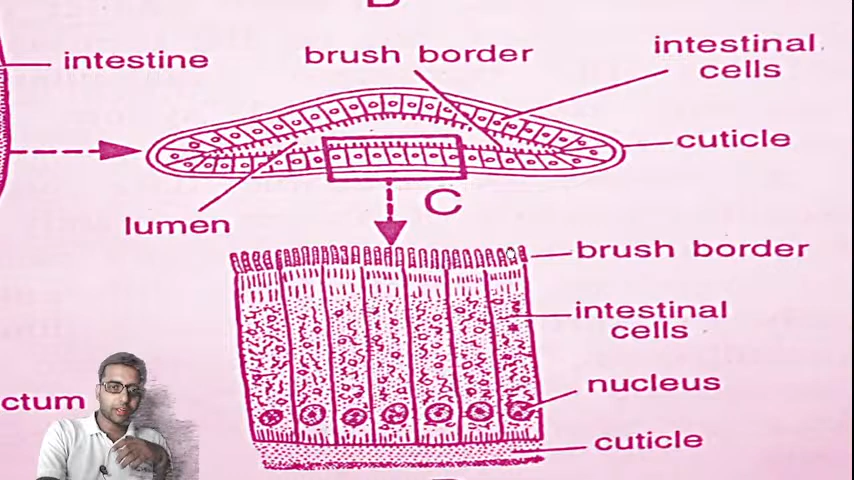 intestine
brush border
intestinal
cells
cuticle
lumen
C
brush border
intestinal
cells
nucleus
ctum
cuticle